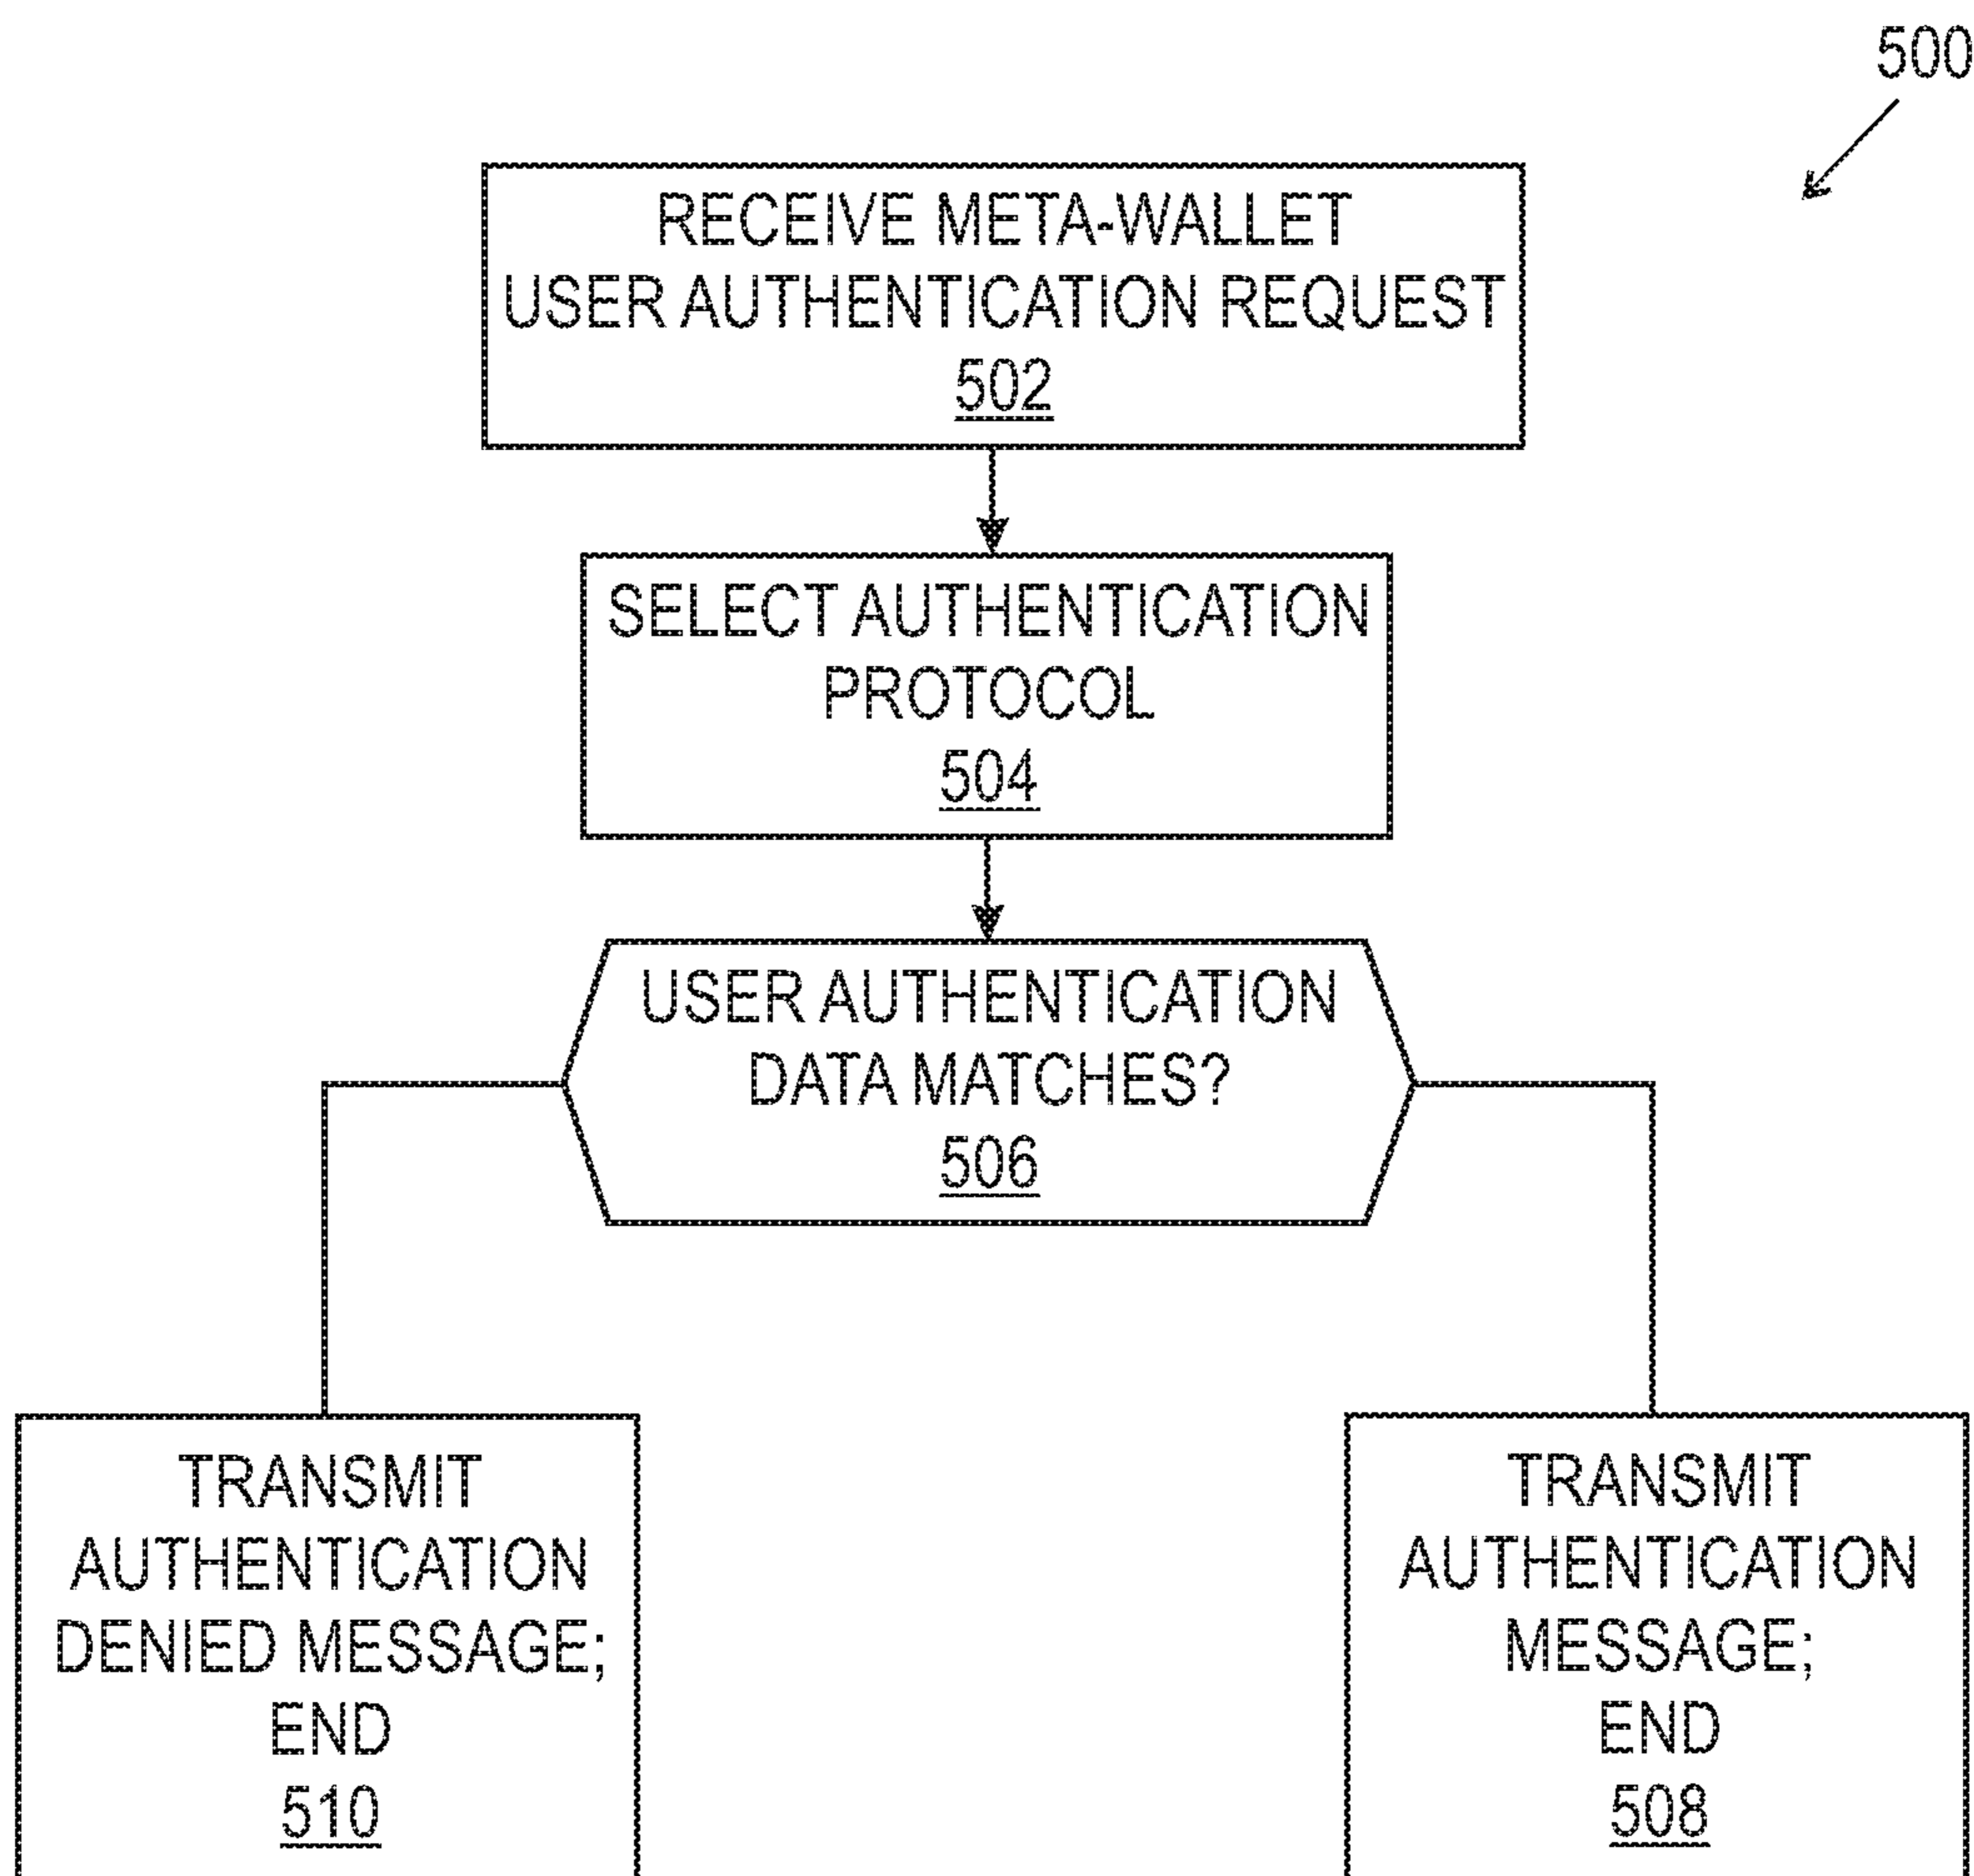 500
RECEIVE META-WALLET
USER AUTHENTICATION REQUEST
502
SELECT AUTHENTICATION
PROTOCOL
504
USER AUTHENTICATION
DATA MATCHES?
506
TRANSMIT
AUTHENTICATION
DENIED MESSAGE;
END
510
TRANSMIT
AUTHENTICATION
MESSAGE;
END
508